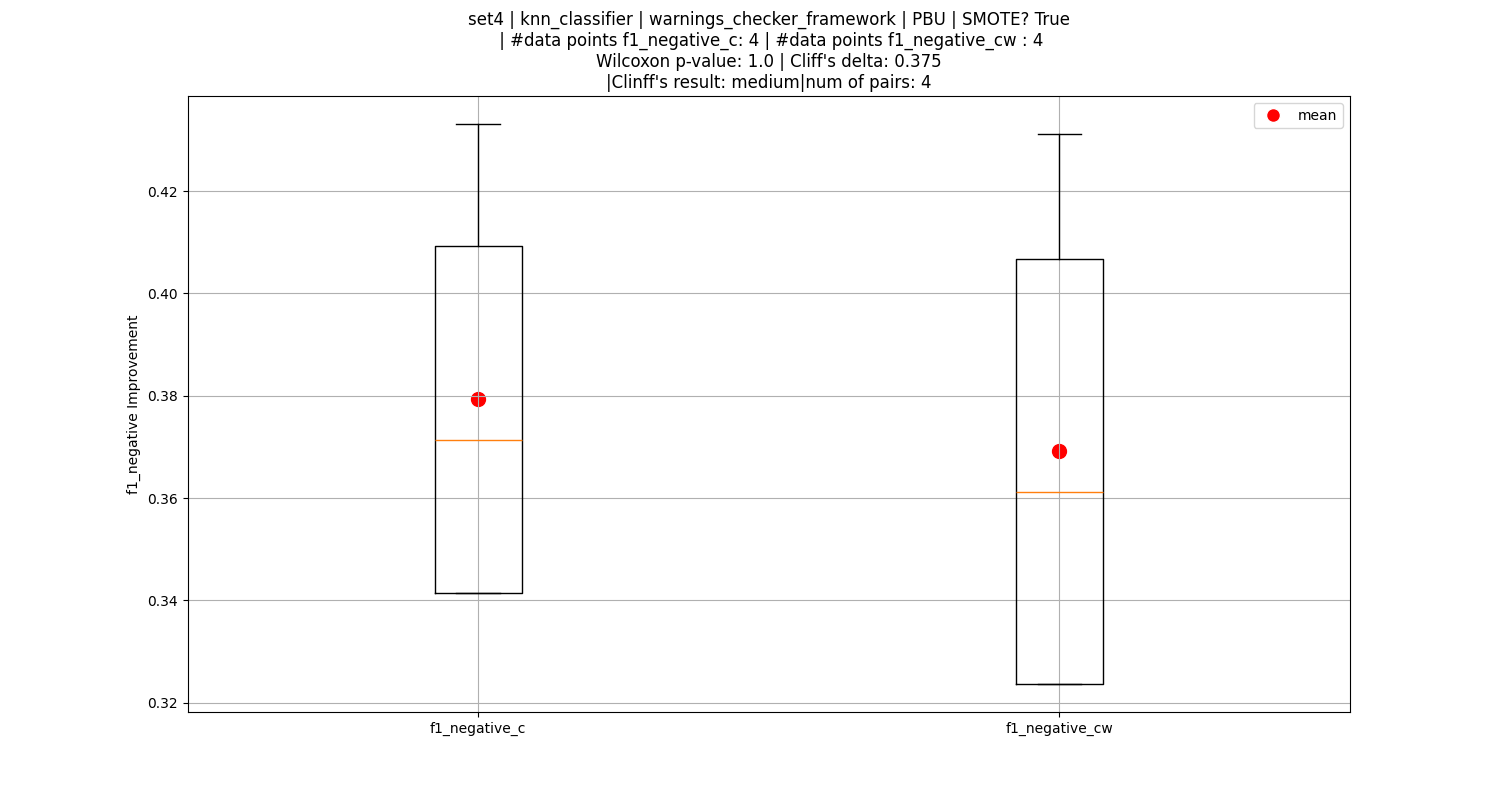 set4 | knn_classifier | warnings_checker_framework | PBU | SMOTE? True
| #data points f1_negative_c: 4 | #data points f1_negative_cw : 4
Wilcoxon p-value: 1.0 | Cliff's delta: 0.375
|Clinff's result: medium|num of pairs: 4
mean
0.42
0.40
0.38
0.36
0.34
0.32
f1_negative Improvement
f1_negative_c
f1_negative_cw